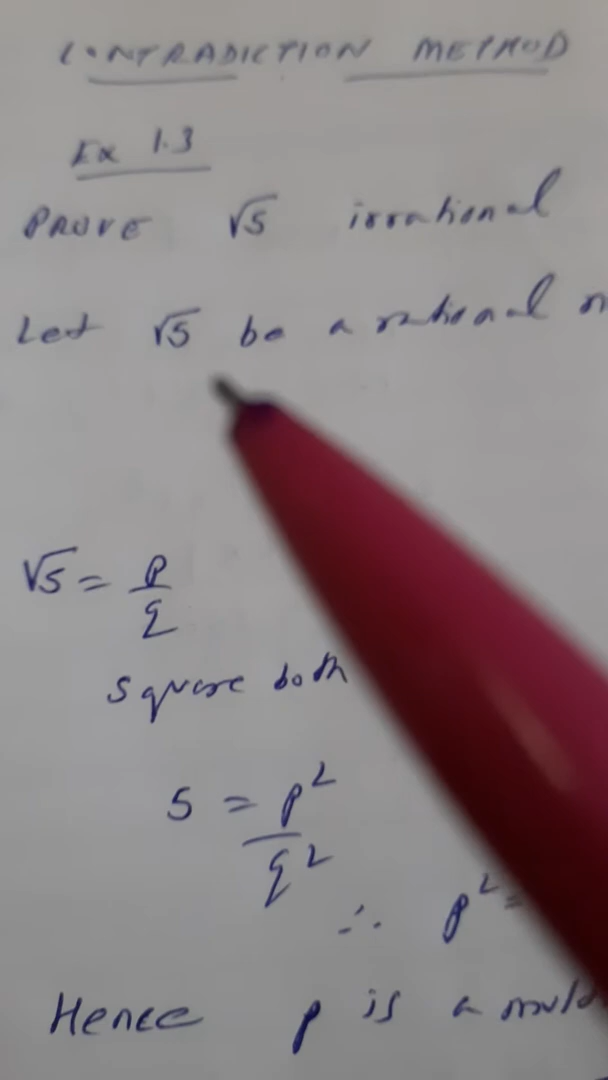 CONTRADICTION METHOD
Ex 1.3
PROVE √5 irrational
Let √5 be a rational n
√5 = p/q
Square both
5 = p²/q²
∴ p² =
Hence p is a mult